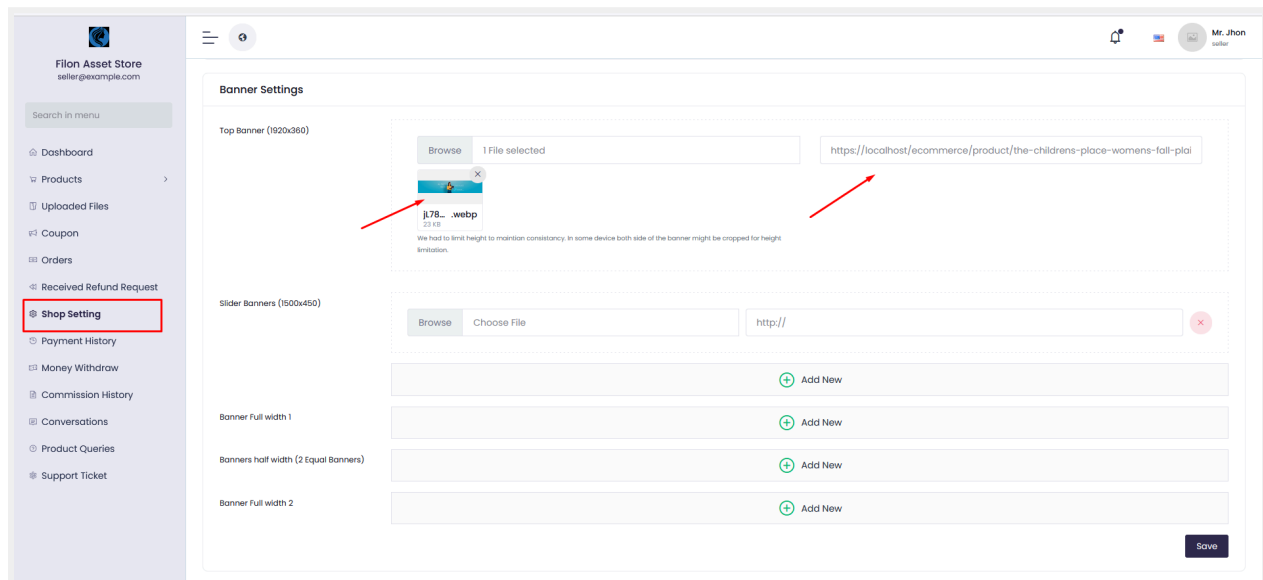 Filon Asset Store
seller@example.com
Search in menu
Dashboard
Products
Uploaded Files
Coupon
Orders
Received Refund Request
Shop Setting
Payment History
Money Withdraw
Commission History
Conversations
Product Queries
Support Ticket
Mr. Jhon
seller
Banner Settings
Top Banner (1920x360)
Browse 1 File selected
https://localhost/ecommerce/product/the-childrens-place-womens-fall-plai
jl.78... .webp
23 KB
We had to limit height to maintian consistancy. In some device both side of the banner might be cropped for height
limitation.
Slider Banners (1500x450)
Browse Choose File
http://
Add New
Banner Full width 1
Add New
Banners half width (2 Equal Banners)
Add New
Banner Full width 2
Add New
Save